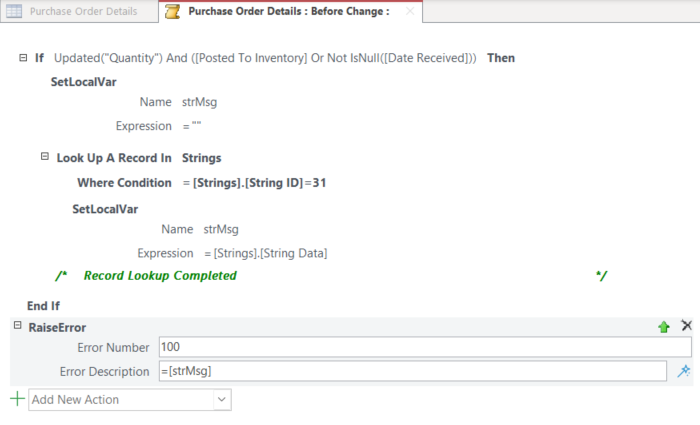 Purchase Order Details
Purchase Order Details : Before Change :
If Updated("Quantity") And ([Posted To Inventory] Or Not IsNull([Date Received])) Then
SetLocalVar
Name strMsg
Expression = ""
Look Up A Record In Strings
Where Condition = [Strings].[String ID]=31
SetLocalVar
Name strMsg
Expression = [Strings].[String Data]
/* Record Lookup Completed */
End If
RaiseError
Error Number 100
Error Description =[strMsg]
Add New Action